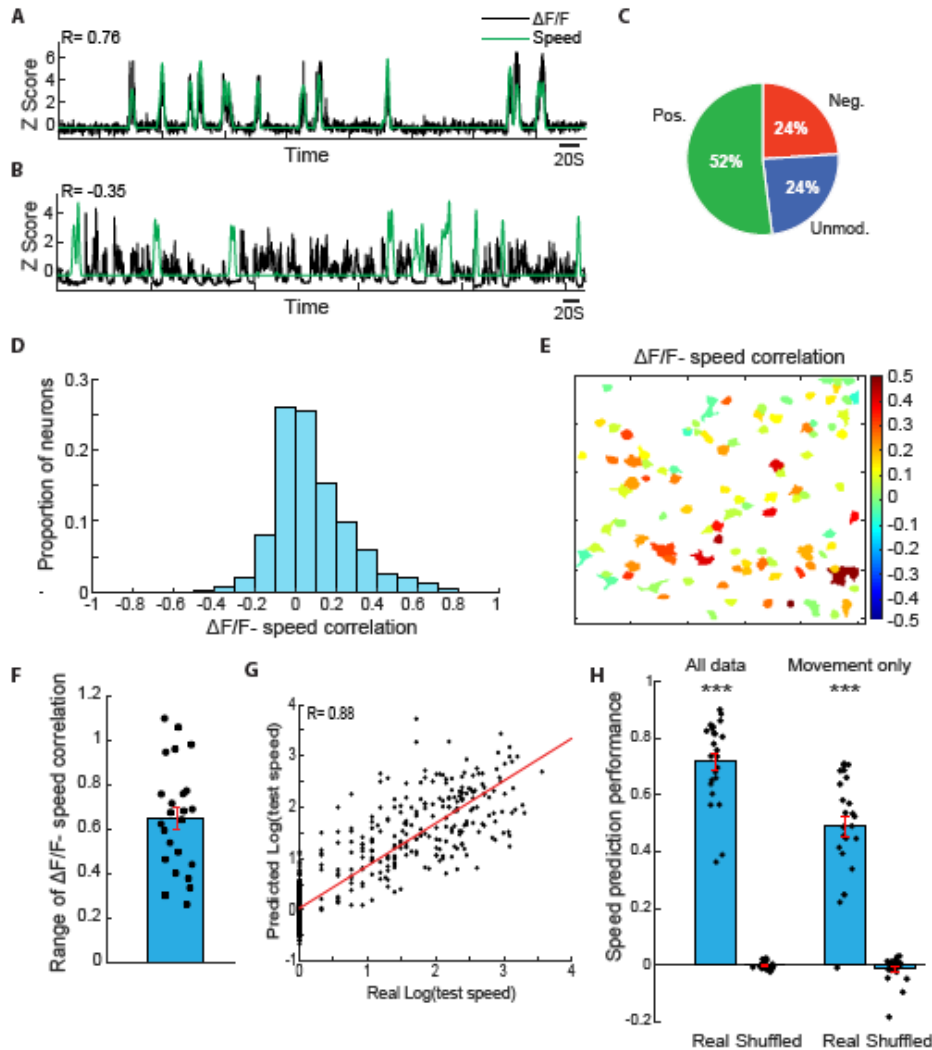 A
R= 0.76
ΔF/F
Speed
Z Score
6
4
2
0
Time
20S
B
R= -0.35
Z Score
4
2
0
Time
20S
C
Pos.
Neg.
52%
24%
24%
Unmod.
D
Proportion of neurons
0.3
0.2
0.1
0
-1 -0.8 -0.6 -0.4 -0.2 0 0.2 0.4 0.6 0.8 1
ΔF/F- speed correlation
E
ΔF/F- speed correlation
0.5
0.4
0.3
0.2
0.1
0
-0.1
-0.2
-0.3
-0.4
-0.5
F
Range of ΔF/F- speed correlation
1.2
1
0.8
0.6
0.4
0.2
0
G
R= 0.88
Predicted Log(test speed)
4
3
2
1
0
-1
0 1 2 3 4
Real Log(test speed)
H
All data Movement only
*** ***
Speed prediction performance
1
0.8
0.6
0.4
0.2
0
-0.2
Real Shuffled Real Shuffled